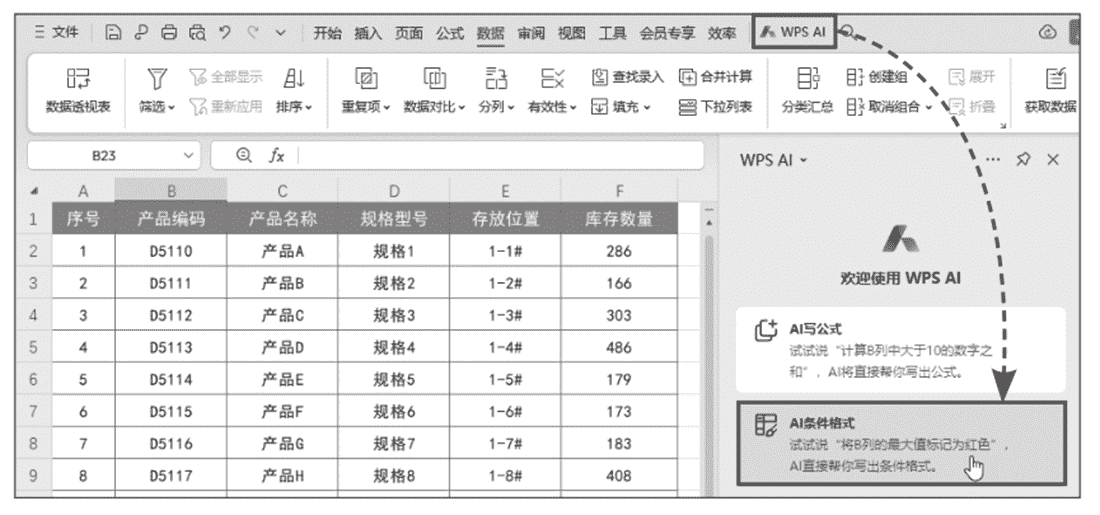 文件 开始 插入 页面 公式 数据 审阅 视图 工具 会员专享 效率 WPS AI
全部显示 查找录入 合并计算 创建组 展开
数据透视表 筛选 重新应用 排序 重复项 数据对比 分列 有效性 填充 下拉列表 分类汇总 取消组合 折叠 获取数据
B23 fx
WPS AI
A B C D E F
1 序号 产品编码 产品名称 规格型号 存放位置 库存数量
2 1 D5110 产品A 规格1 1-1# 286
3 2 D5111 产品B 规格2 1-2# 166
4 3 D5112 产品C 规格3 1-3# 303
5 4 D5113 产品D 规格4 1-4# 486
6 5 D5114 产品E 规格5 1-5# 179
7 6 D5115 产品F 规格6 1-6# 173
8 7 D5116 产品G 规格7 1-7# 183
9 8 D5117 产品H 规格8 1-8# 408
欢迎使用 WPS AI
AI写公式
试试说“计算B列中大于10的数字之
和”，AI将直接帮你写出公式。
AI条件格式
试试说“将B列的最大值标记为红色”，
AI直接帮你写出条件格式。